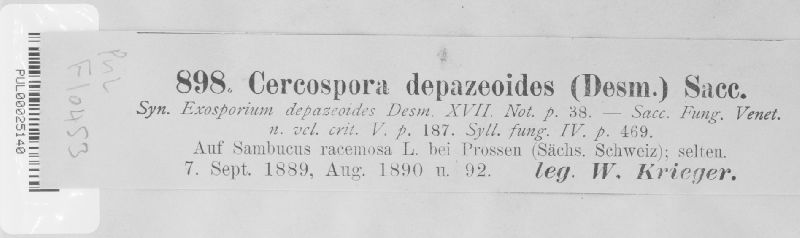 898. Cercospora depazeoides (Desm.) Sacc.
Syn. Exosporium depazeoides Desm. XVII. Not. p. 38. — Sacc. Fung. Venet.
n. vel. crit. V. p. 187. Syll. fung. IV. p. 469.
Auf Sambucus racemosa L. bei Prossen (Sächs. Schweiz); selten.
7. Sept. 1889, Aug. 1890 u. 92. leg. W. Krieger.
PUL00025140
PUL
F10453